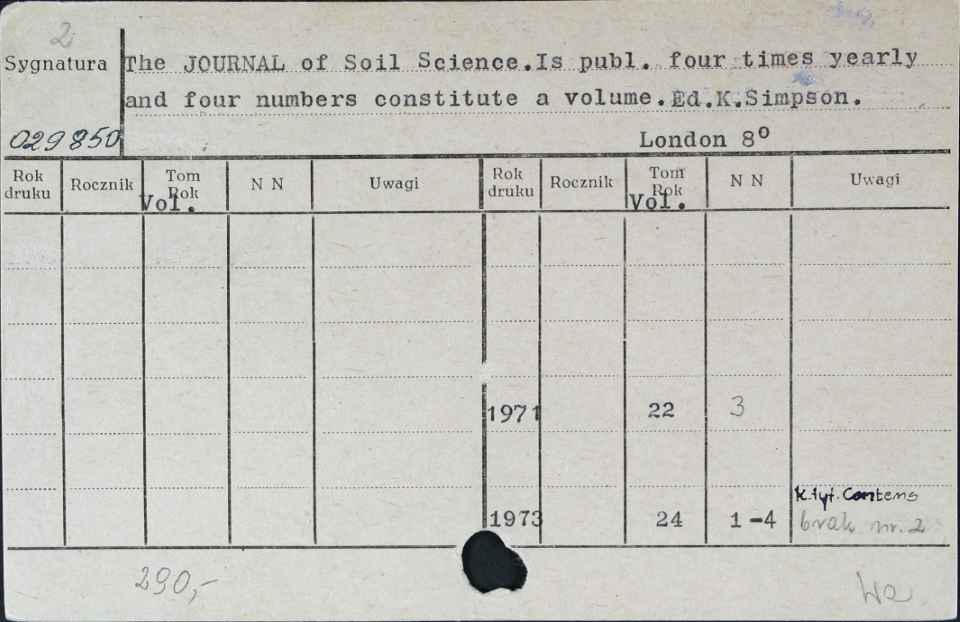 2
Sygnatura
The JOURNAL of Soil Science.Is publ. four times yearly
and four numbers constitute a volume.Ed.K.Simpson.
029850
London 8º
Rok druku Rocznik Tom Rok Vol. N N Uwagi Rok druku Rocznik Tom Rok Vol. N N Uwagi
1971 22 3
k.tyt. Contens
1973 24 1-4 brak nr. 2
290,-
Wa